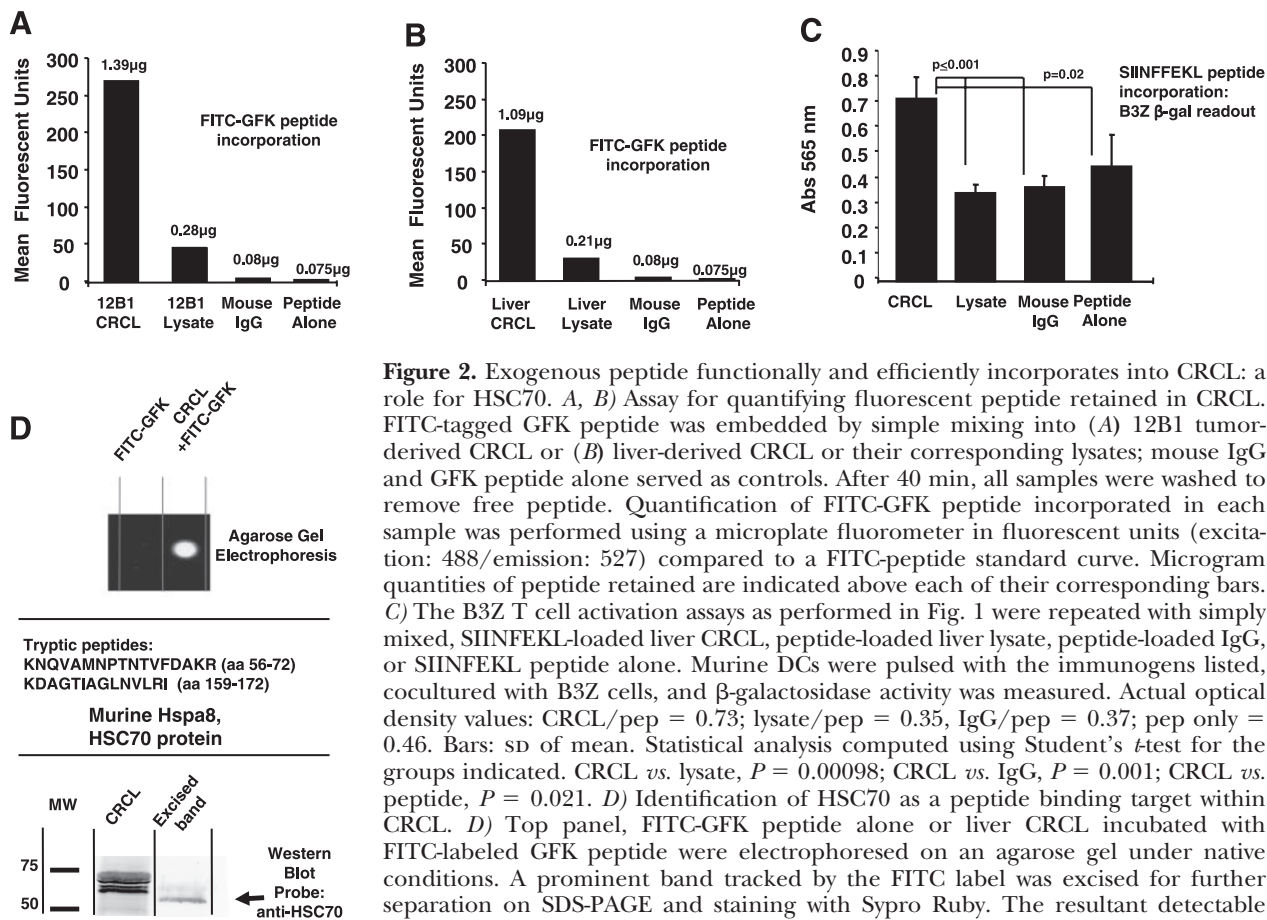 A
Mean Fluorescent Units
300
250
200
150
100
50
0
1.39µg
0.28µg
0.08µg
0.075µg
FITC-GFK peptide
incorporation
12B1 CRCL
12B1 Lysate
Mouse IgG
Peptide Alone
B
Mean Fluorescent Units
300
250
200
150
100
50
0
1.09µg
0.21µg
0.08µg
0.075µg
FITC-GFK peptide
incorporation
Liver CRCL
Liver Lysate
Mouse IgG
Peptide Alone
C
Abs 565 nm
0.9
0.8
0.7
0.6
0.5
0.4
0.3
0.2
0.1
0
p≤0.001
p=0.02
SIINFFEKL peptide
incorporation:
B3Z β-gal readout
CRCL
Lysate
Mouse IgG
Peptide Alone
D
FITC-GFK
CRCL
+FITC-GFK
Agarose Gel
Electrophoresis
Tryptic peptides:
KNQVAMNPTNTVFDAKR (aa 56-72)
KDAGTIAGLNVLRI (aa 159-172)
Murine Hspa8,
HSC70 protein
MW
CRCL
Excised
band
75
50
Western
Blot
Probe:
anti-HSC70
Figure 2. Exogenous peptide functionally and efficiently incorporates into CRCL: a
role for HSC70. A, B) Assay for quantifying fluorescent peptide retained in CRCL.
FITC-tagged GFK peptide was embedded by simple mixing into (A) 12B1 tumor-
derived CRCL or (B) liver-derived CRCL or their corresponding lysates; mouse IgG
and GFK peptide alone served as controls. After 40 min, all samples were washed to
remove free peptide. Quantification of FITC-GFK peptide incorporated in each
sample was performed using a microplate fluorometer in fluorescent units (excita-
tion: 488/emission: 527) compared to a FITC-peptide standard curve. Microgram
quantities of peptide retained are indicated above each of their corresponding bars.
C) The B3Z T cell activation assays as performed in Fig. 1 were repeated with simply
mixed, SIINFEKL-loaded liver CRCL, peptide-loaded liver lysate, peptide-loaded IgG,
or SIINFEKL peptide alone. Murine DCs were pulsed with the immunogens listed,
cocultured with B3Z cells, and β-galactosidase activity was measured. Actual optical
density values: CRCL/pep = 0.73; lysate/pep = 0.35, IgG/pep = 0.37; pep only =
0.46. Bars: SD of mean. Statistical analysis computed using Student's t-test for the
groups indicated. CRCL vs. lysate, P = 0.00098; CRCL vs. IgG, P = 0.001; CRCL vs.
peptide, P = 0.021. D) Identification of HSC70 as a peptide binding target within
CRCL. D) Top panel, FITC-GFK peptide alone or liver CRCL incubated with
FITC-labeled GFK peptide were electrophoresed on an agarose gel under native
conditions. A prominent band tracked by the FITC label was excised for further
separation on SDS-PAGE and staining with Sypro Ruby. The resultant detectable